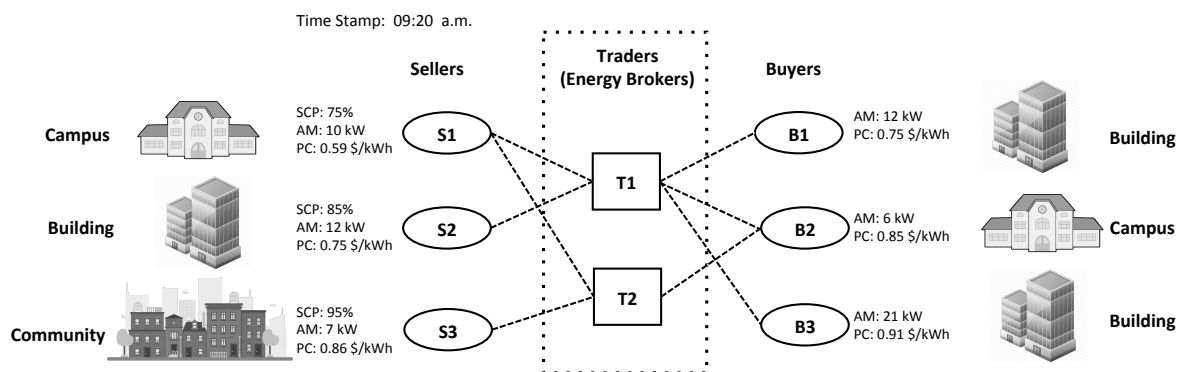 Time Stamp: 09:20 a.m.
Sellers
Traders
(Energy Brokers)
Buyers
Campus
SCP: 75%
AM: 10 kW
PC: 0.59 $/kWh
S1
T1
B1
AM: 12 kW
PC: 0.75 $/kWh
Building
Building
SCP: 85%
AM: 12 kW
PC: 0.75 $/kWh
S2
B2
AM: 6 kW
PC: 0.85 $/kWh
Campus
Community
SCP: 95%
AM: 7 kW
PC: 0.86 $/kWh
S3
T2
B3
AM: 21 kW
PC: 0.91 $/kWh
Building